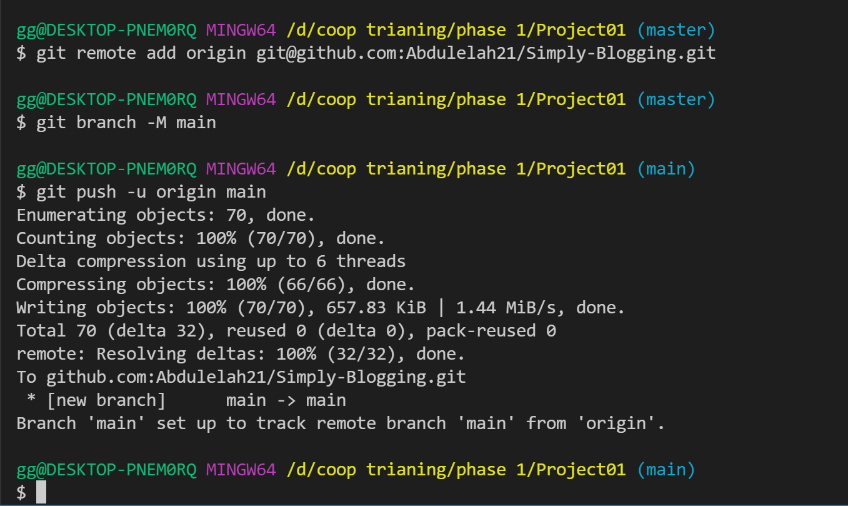 gg@DESKTOP-PNEM0RQ MINGW64 /d/coop trianing/phase 1/Project01 (master)
$ git remote add origin git@github.com:Abdulelah21/Simply-Blogging.git
gg@DESKTOP-PNEM0RQ MINGW64 /d/coop trianing/phase 1/Project01 (master)
$ git branch -M main
gg@DESKTOP-PNEM0RQ MINGW64 /d/coop trianing/phase 1/Project01 (main)
$ git push -u origin main
Enumerating objects: 70, done.
Counting objects: 100% (70/70), done.
Delta compression using up to 6 threads
Compressing objects: 100% (66/66), done.
Writing objects: 100% (70/70), 657.83 KiB | 1.44 MiB/s, done.
Total 70 (delta 32), reused 0 (delta 0), pack-reused 0
remote: Resolving deltas: 100% (32/32), done.
To github.com:Abdulelah21/Simply-Blogging.git
 * [new branch]      main -> main
Branch 'main' set up to track remote branch 'main' from 'origin'.
gg@DESKTOP-PNEM0RQ MINGW64 /d/coop trianing/phase 1/Project01 (main)
$